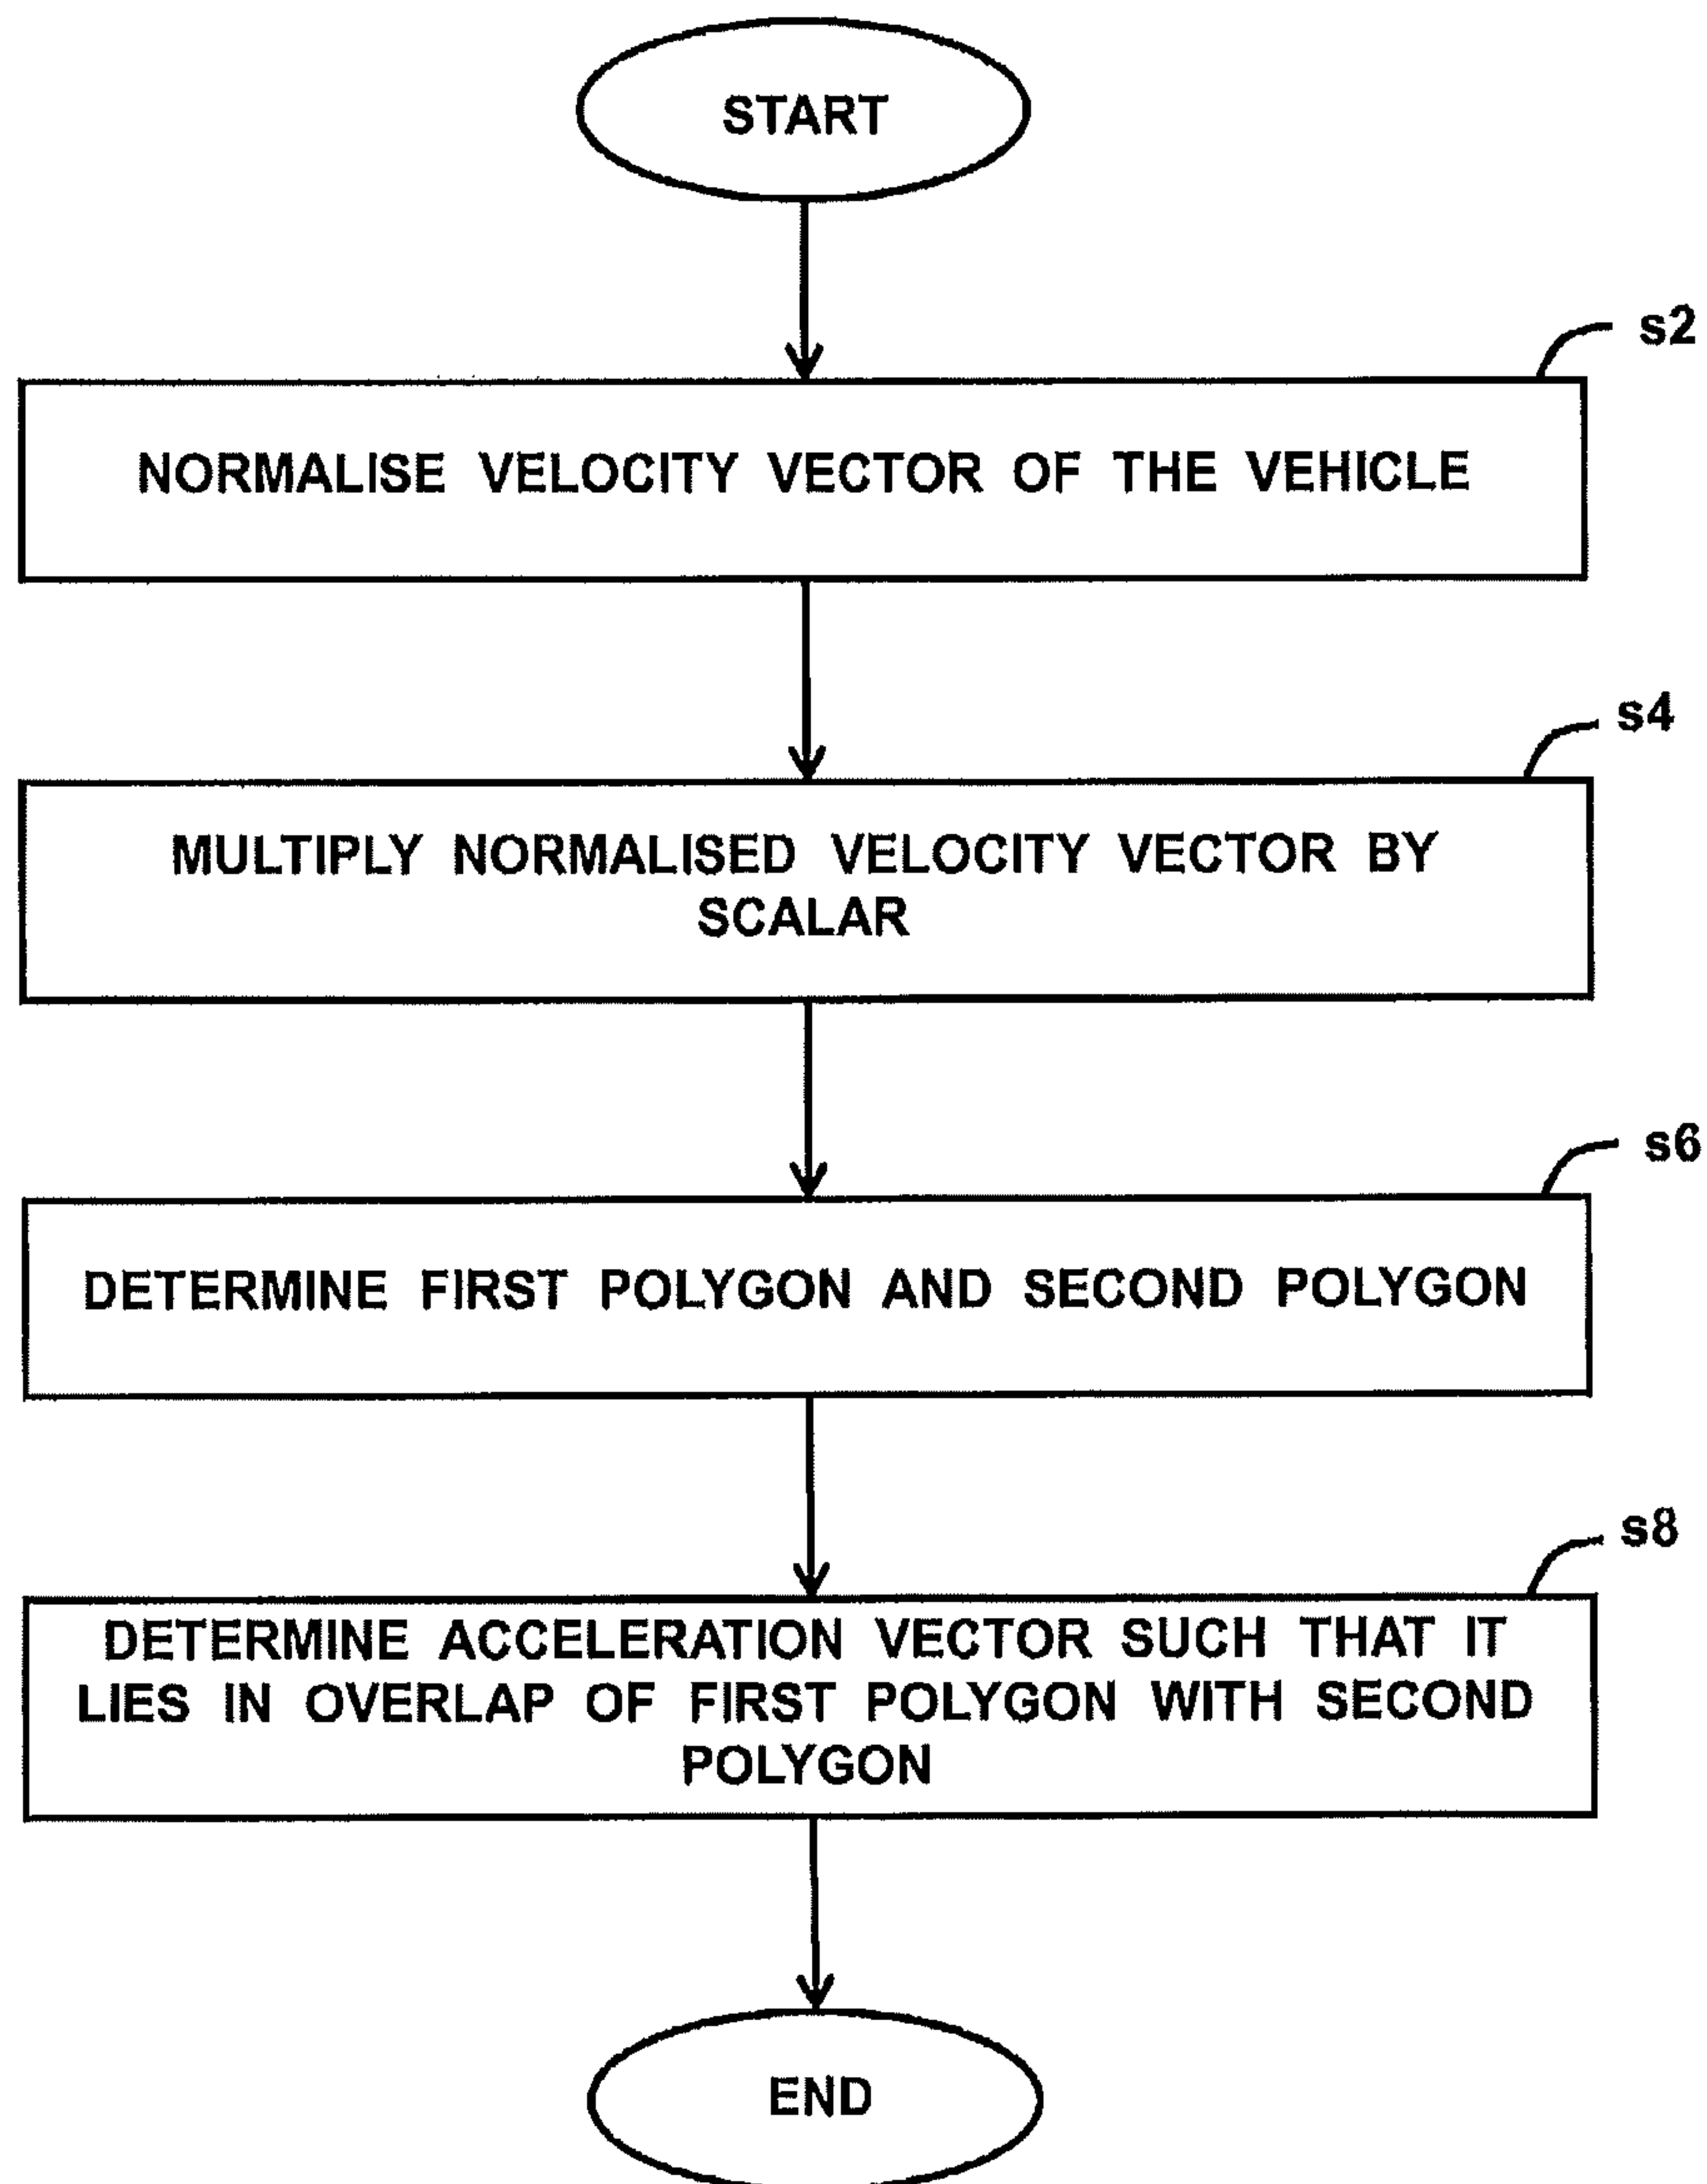 START
s2
NORMALISE VELOCITY VECTOR OF THE VEHICLE
s4
MULTIPLY NORMALISED VELOCITY VECTOR BY
SCALAR
s6
DETERMINE FIRST POLYGON AND SECOND POLYGON
s8
DETERMINE ACCELERATION VECTOR SUCH THAT IT
LIES IN OVERLAP OF FIRST POLYGON WITH SECOND
POLYGON
END